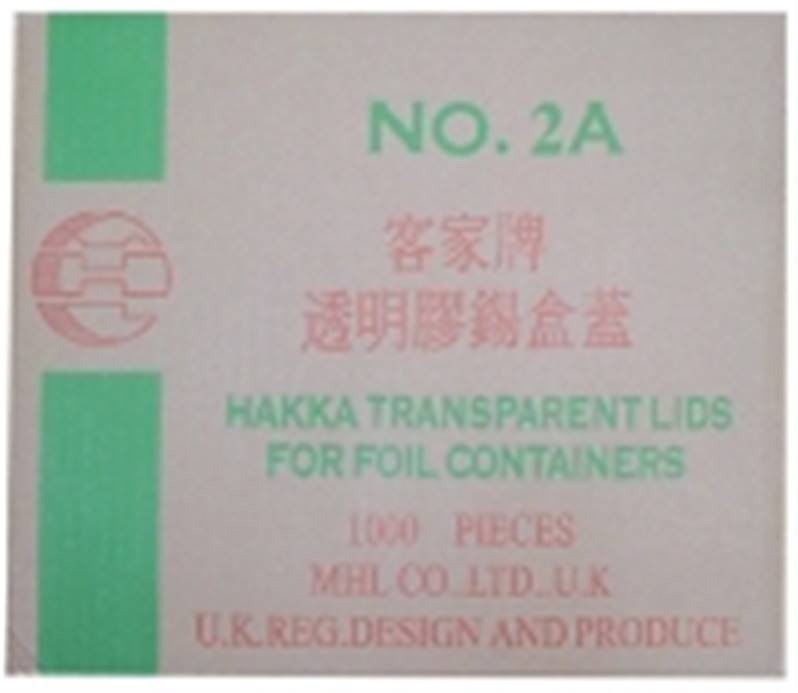 NO. 2A
客家牌
透明膠錫盒蓋
HAKKA TRANSPARENT LIDS
FOR FOIL CONTAINERS
1000 PIECES
MHL CO.,LTD.,U.K
U.K.REG.DESIGN AND PRODUCE